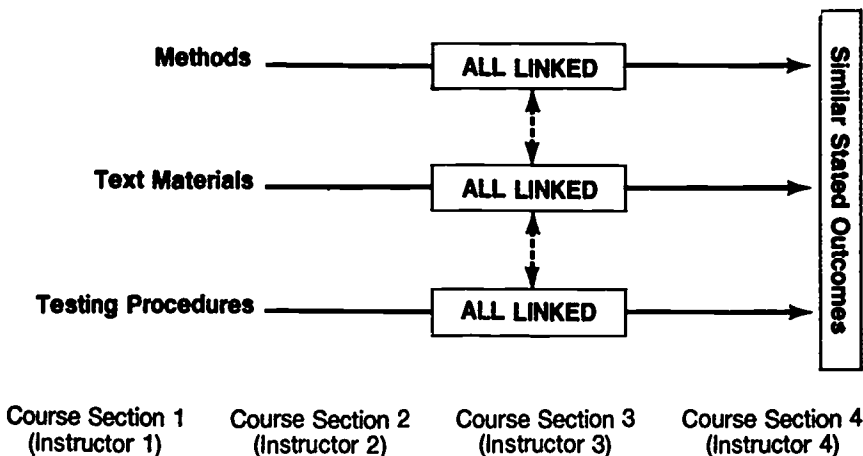 Methods
ALL LINKED
Text Materials
ALL LINKED
Testing Procedures
ALL LINKED
Similar Stated Outcomes
Course Section 1
(Instructor 1)
Course Section 2
(Instructor 2)
Course Section 3
(Instructor 3)
Course Section 4
(Instructor 4)